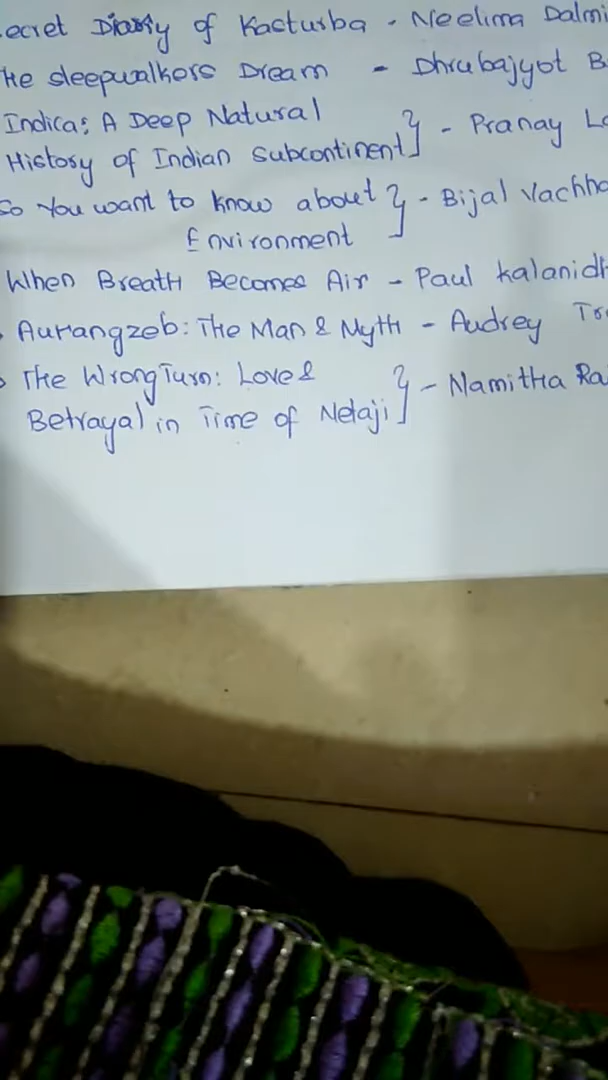 ecret Diary of Kasturba - Neelima Dalmi
he sleepwalkers Dream - Dhrubajyot B
Indica: A Deep Natural
History of Indian Subcontinent } - Pranay L
So You want to know about
Environment } - Bijal Vachha
When Breath Becomes Air - Paul Kalanidh
Aurangzeb: The Man & Myth - Audrey Tr
The Wrong Turn: Love &
Betrayal in Time of Netaji } - Namitha Ra